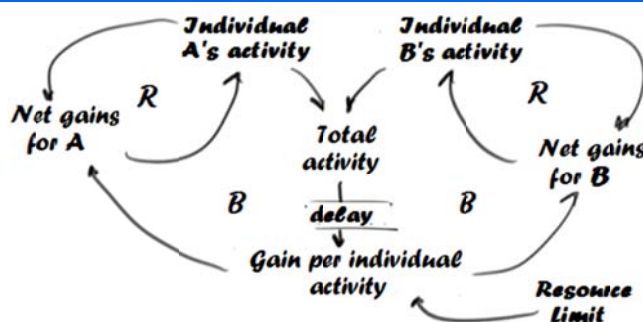 Individual
A's activity
Individual
B's activity
R
R
Net gains
for A
Total
activity
Net gains
for B
B
delay
B
Gain per individual
activity
Resource
Limit